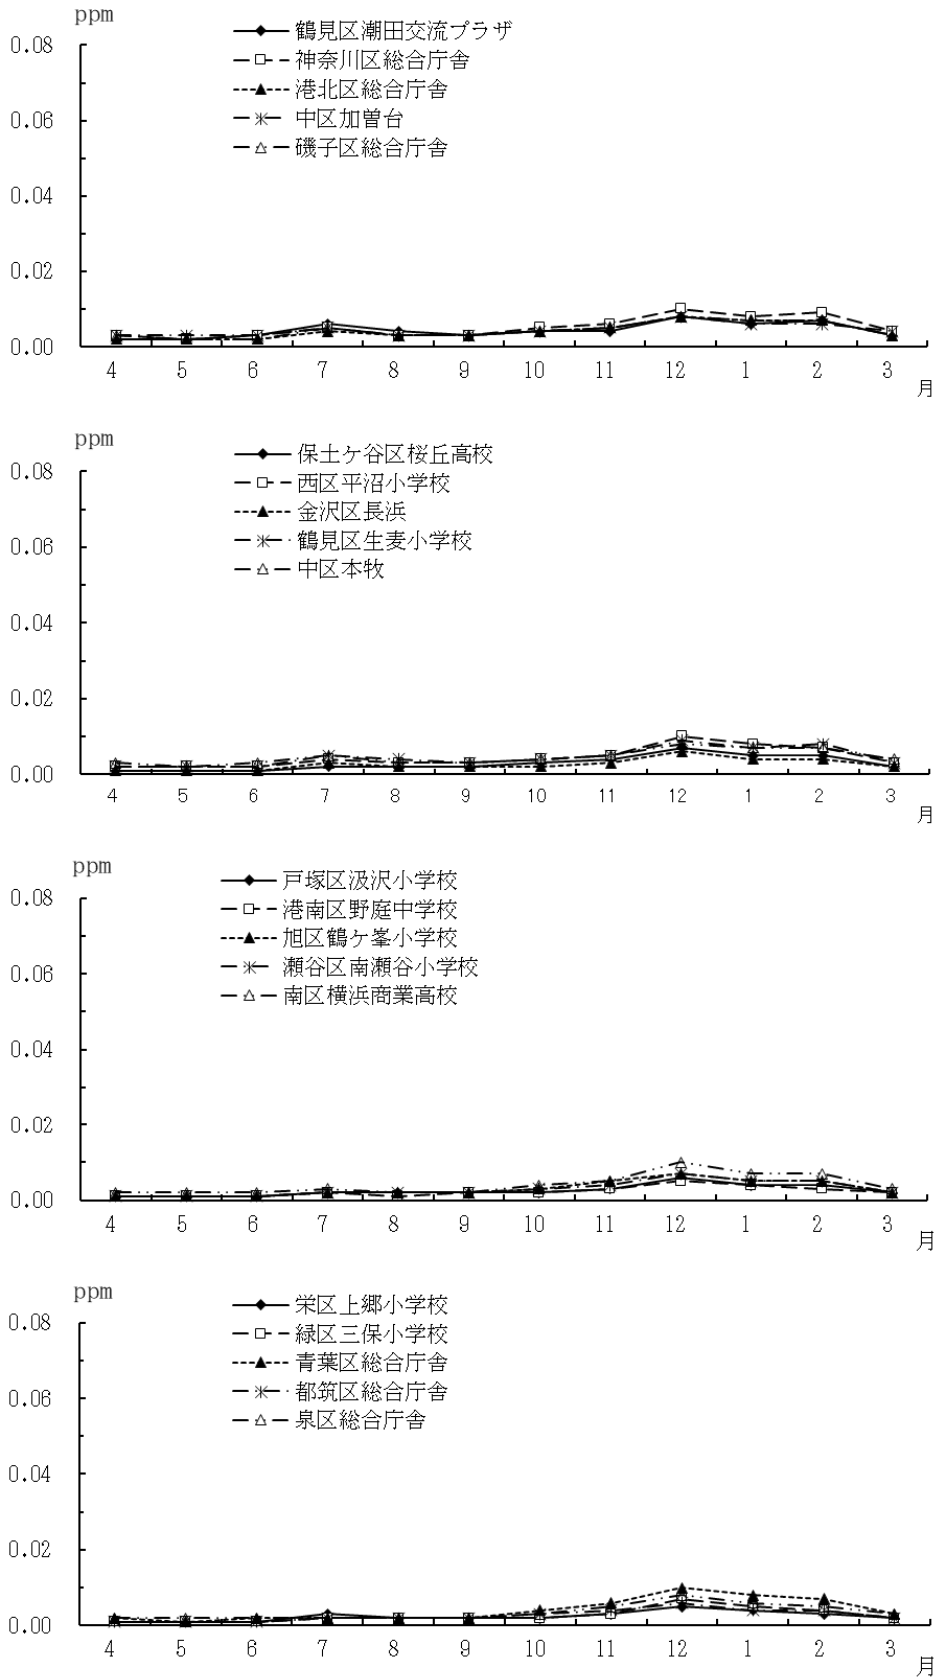 ppm
鶴見区潮田交流プラザ
神奈川区総合庁舎
港北区総合庁舎
中区加曽台
磯子区総合庁舎
0.08
0.06
0.04
0.02
0.00
4 5 6 7 8 9 10 11 12 1 2 3
月
ppm
保土ケ谷区桜丘高校
西区平沼小学校
金沢区長浜
鶴見区生麦小学校
中区本牧
0.08
0.06
0.04
0.02
0.00
4 5 6 7 8 9 10 11 12 1 2 3
月
ppm
戸塚区汲沢小学校
港南区野庭中学校
旭区鶴ケ峯小学校
瀬谷区南瀬谷小学校
南区横浜商業高校
0.08
0.06
0.04
0.02
0.00
4 5 6 7 8 9 10 11 12 1 2 3
月
ppm
栄区上郷小学校
緑区三保小学校
青葉区総合庁舎
都筑区総合庁舎
泉区総合庁舎
0.08
0.06
0.04
0.02
0.00
4 5 6 7 8 9 10 11 12 1 2 3
月